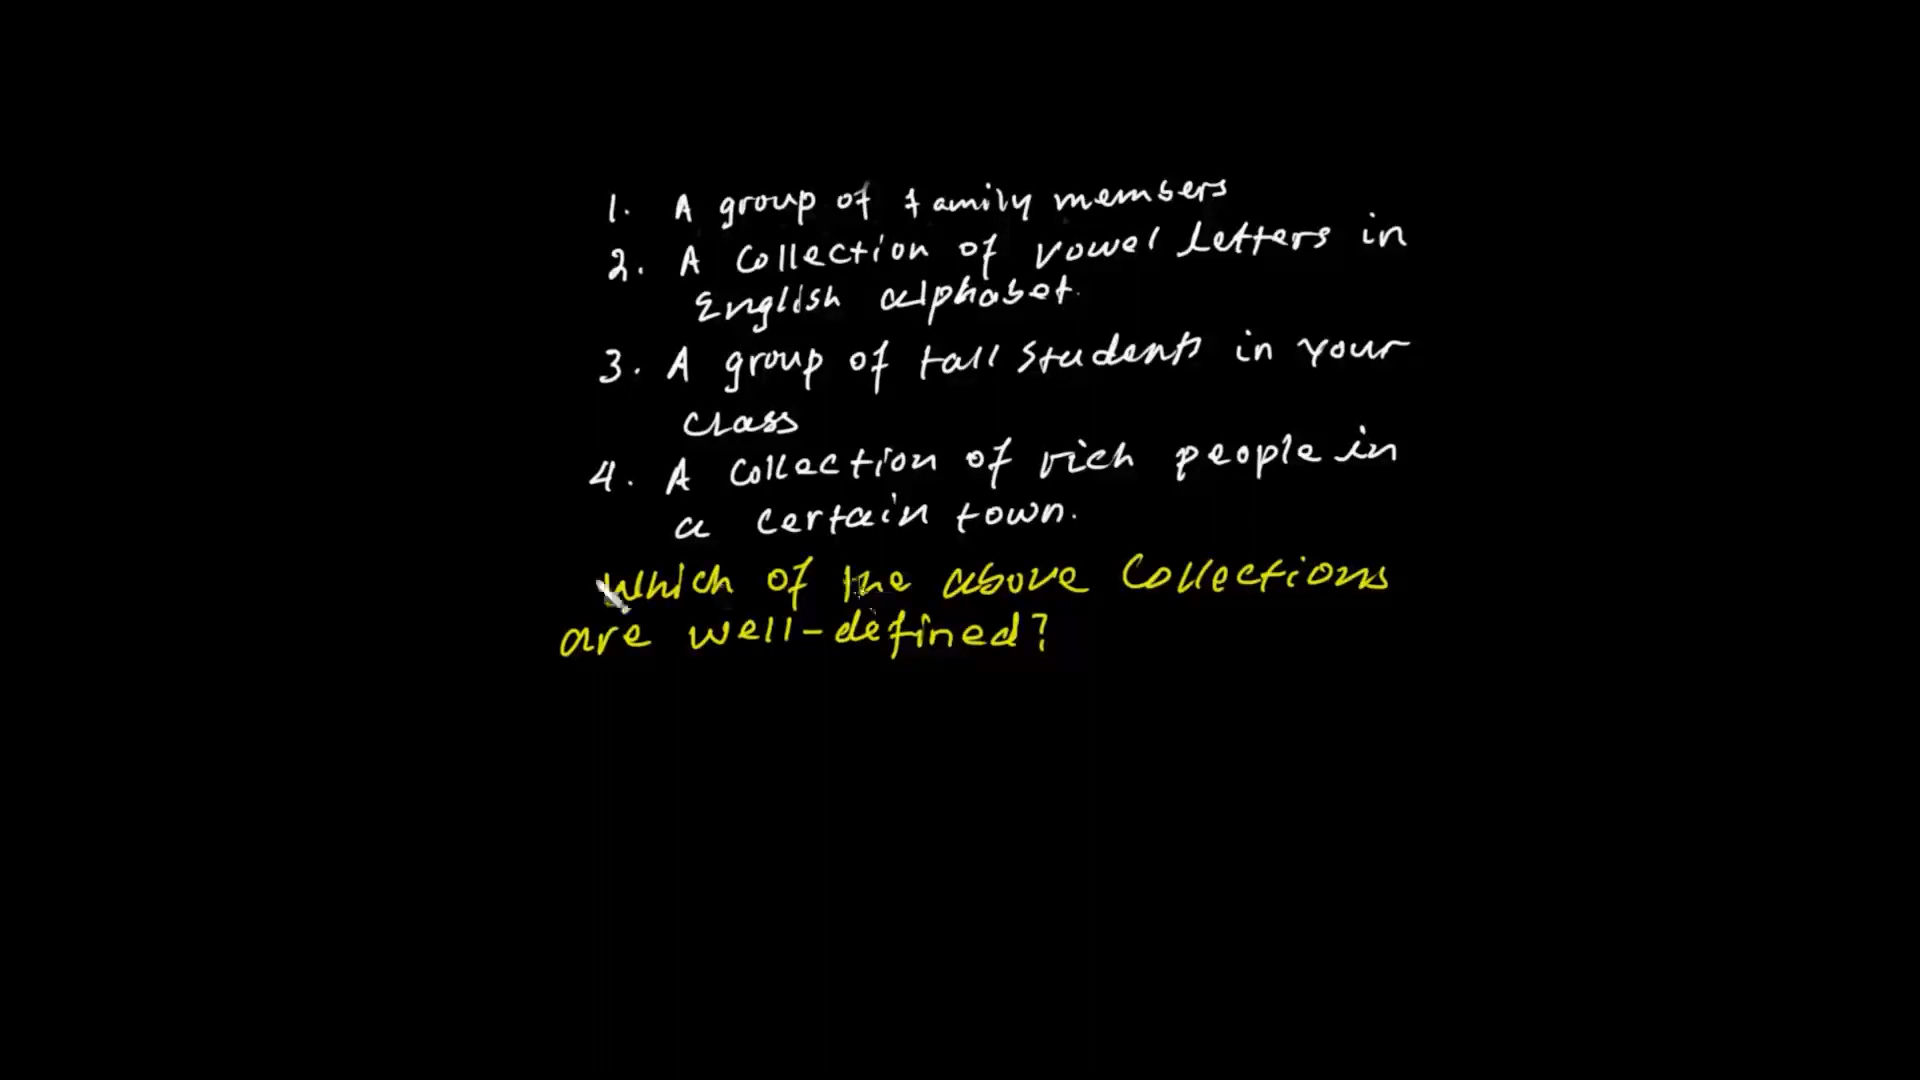 1. A group of family members
2. A Collection of vowel letters in
English alphabet.
3. A group of tall students in your
class
4. A collection of rich people in
a certain town.
Which of the above Collections
are well-defined?